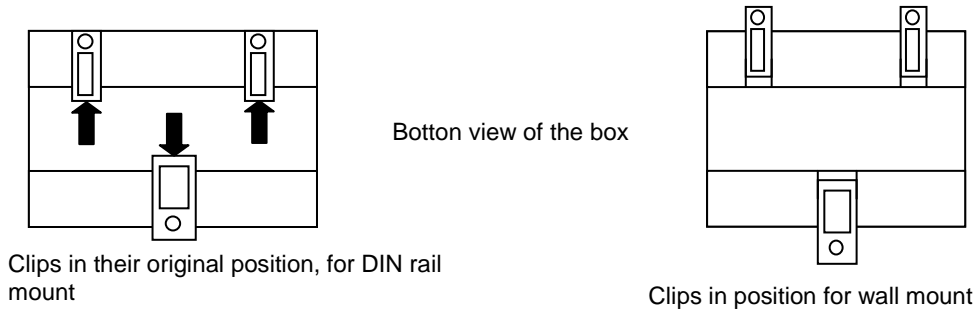 Botton view of the box
Clips in their original position, for DIN rail
mount
Clips in position for wall mount